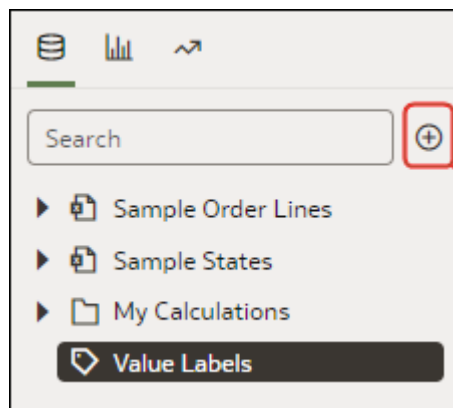 Search
Sample Order Lines
Sample States
My Calculations
Value Labels